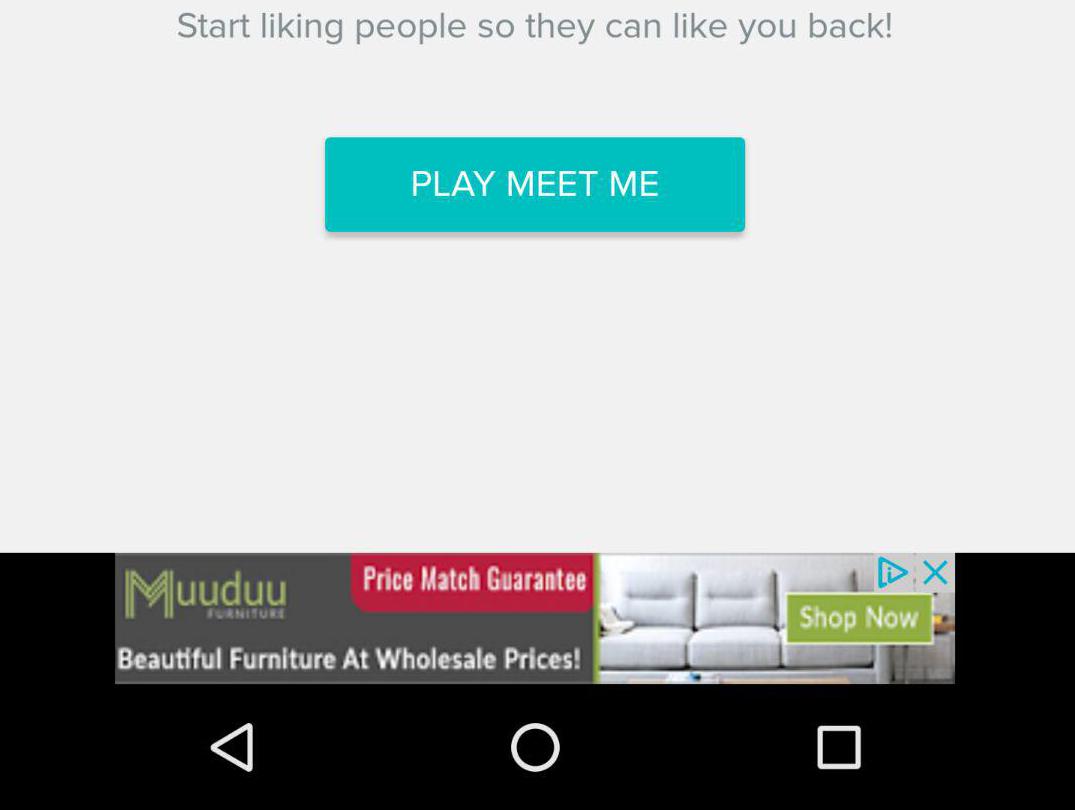 Start liking people so they can like you back!
PLAY MEET ME
Muuduu
FURNITURE
Price Match Guarantee
Beautiful Furniture At Wholesale Prices!
Shop Now